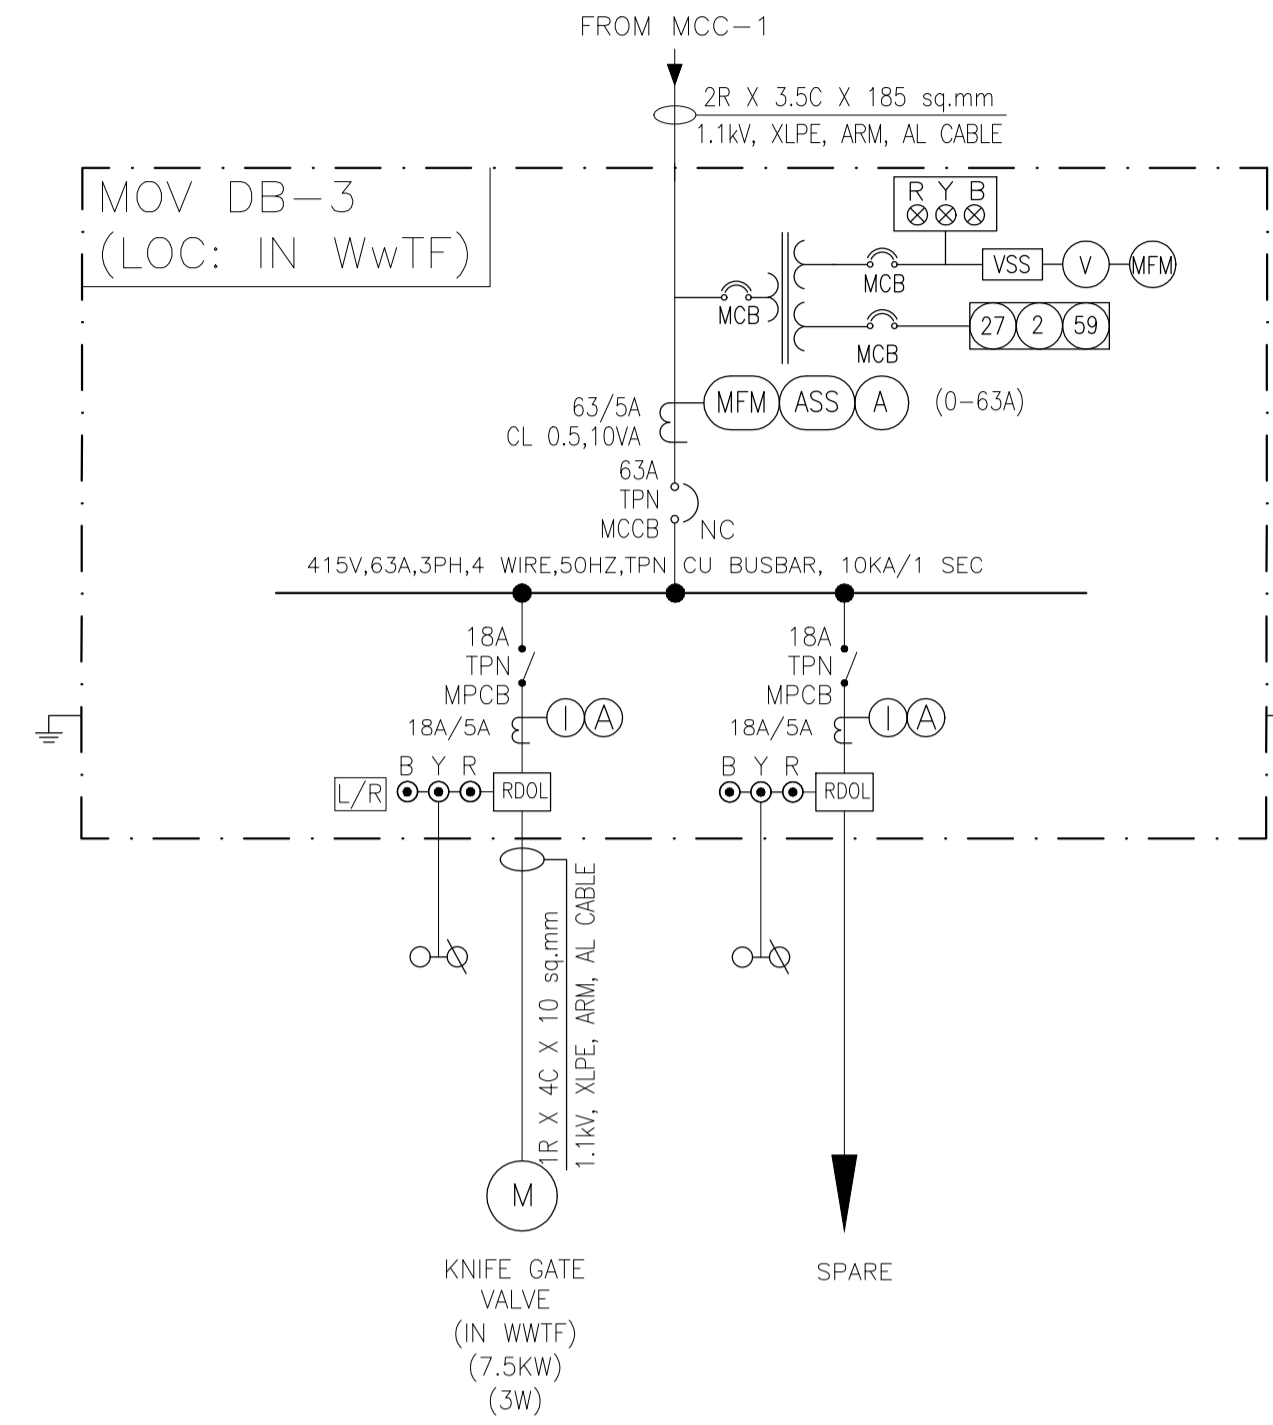 FROM MCC-1
2R X 3.5C X 185 sq.mm
1.1kV, XLPE, ARM, AL CABLE
MOV DB-3
(LOC: IN WwTF)
R Y B
MCB
MCB
VSS
V
MFM
MCB
27
2
59
63/5A
CL 0.5,10VA
MFM
ASS
A
(0-63A)
63A
TPN
MCCB
NC
415V,63A,3PH,4 WIRE,50HZ,TPN CU BUSBAR, 10KA/1 SEC
18A
TPN
MPCB
18A/5A
I
A
L/R
B Y R
RDOL
18A
TPN
MPCB
18A/5A
I
A
B Y R
RDOL
1R X 4C X 10 sq.mm
1.1kV, XLPE, ARM, AL CABLE
M
KNIFE GATE
VALVE
(IN WWTF)
(7.5KW)
(3W)
SPARE